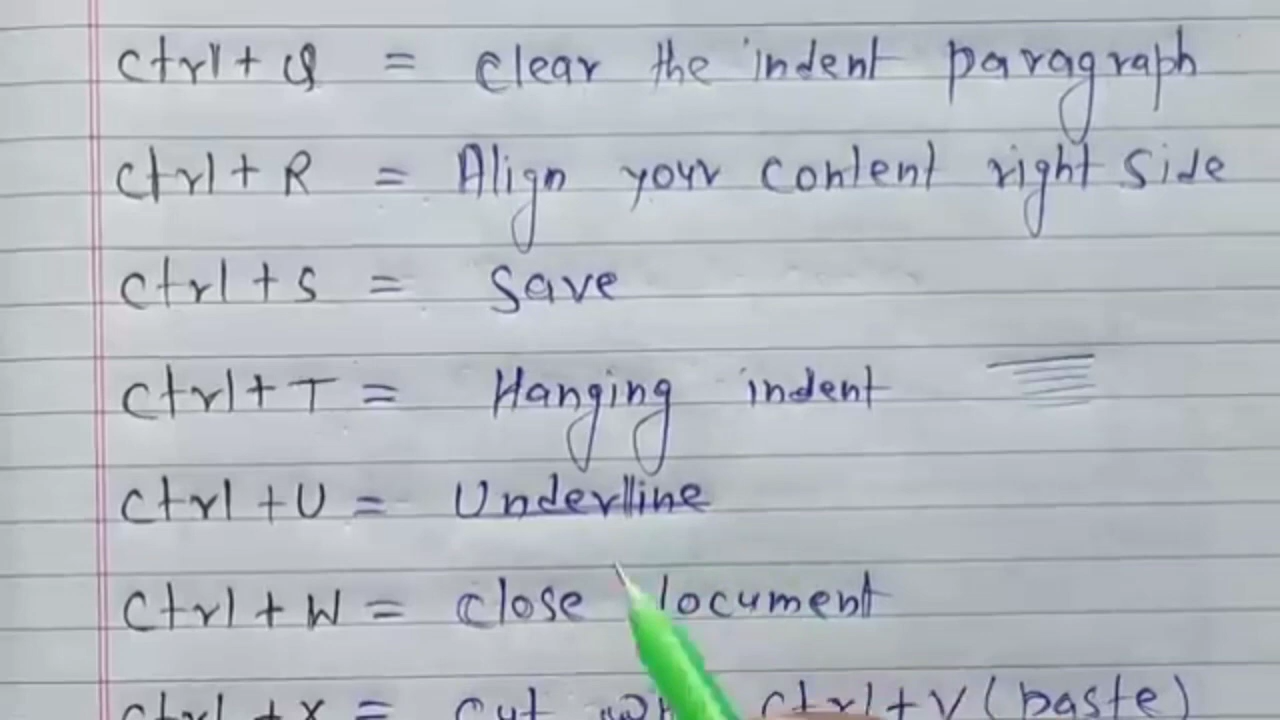 Ctrl + Q = Clear the indent paragraph
Ctrl + R = Align your content right side
Ctrl + S = Save
Ctrl + T = Hanging indent
Ctrl + U = Underline
Ctrl + W = Close document
Ctrl + X = Cut Ctrl + V (paste)